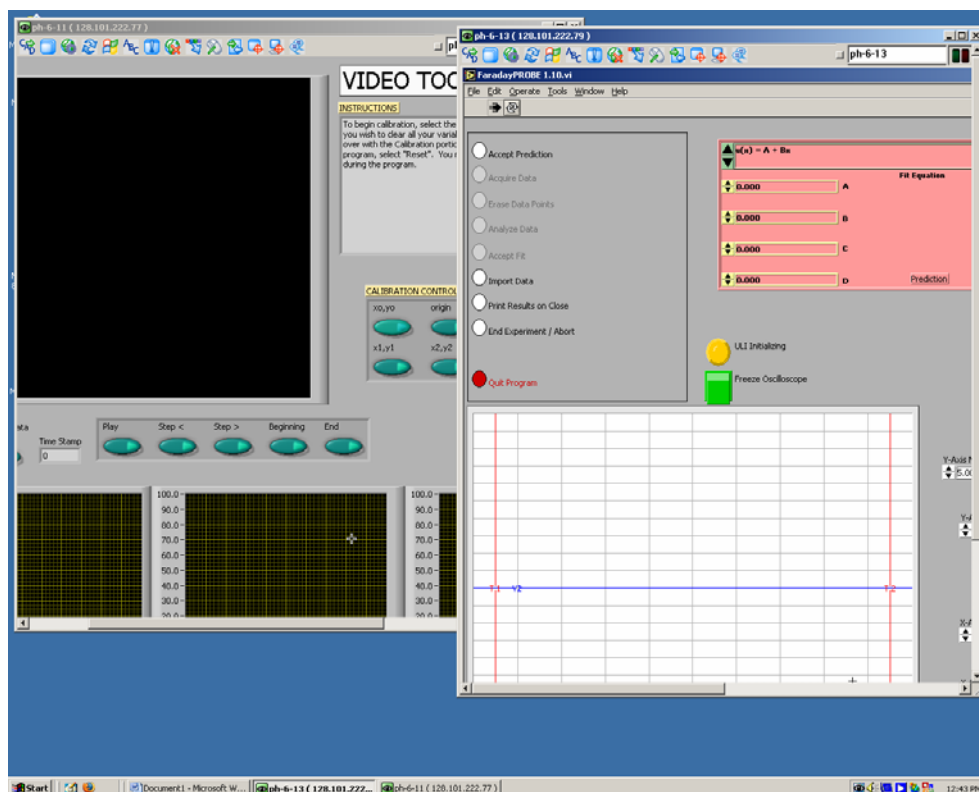 ph-6-11 ( 128.101.222.77 )
VIDEO TOO
INSTRUCTIONS
To begin calibration, select the
you wish to clear all your variab
over with the Calibration portio
program, select "Reset". You m
during the program.
CALIBRATION CONTROL
xo,yo origin
x1,y1 x2,y2
Time Stamp
0
Play Step < Step > Beginning End
100.0 100.0
90.0 90.0
80.0 80.0
70.0 70.0
60.0 60.0
50.0 50.0
40.0 40.0
30.0 30.0
20.0 20.0
ph-6-13 ( 128.101.222.79 )
ph-6-13
FaradayPROBE 1.10.vi
File Edit Operate Tools Window Help
Accept Prediction
Acquire Data
Erase Data Points
Analyze Data
Accept Fit
Import Data
Print Results on Close
End Experiment / Abort
Quit Program
u(x) = A + Bx
Fit Equation
0.000 A
0.000 B
0.000 C
0.000 D
Prediction
ULI Initializing
Freeze Oscilloscope
Y-Axis
5.00
Y-A
X-A
Start
Document1 - Microsoft W...
ph-6-13 ( 128.101.222...
ph-6-11 ( 128.101.222.77)
12:43 PM